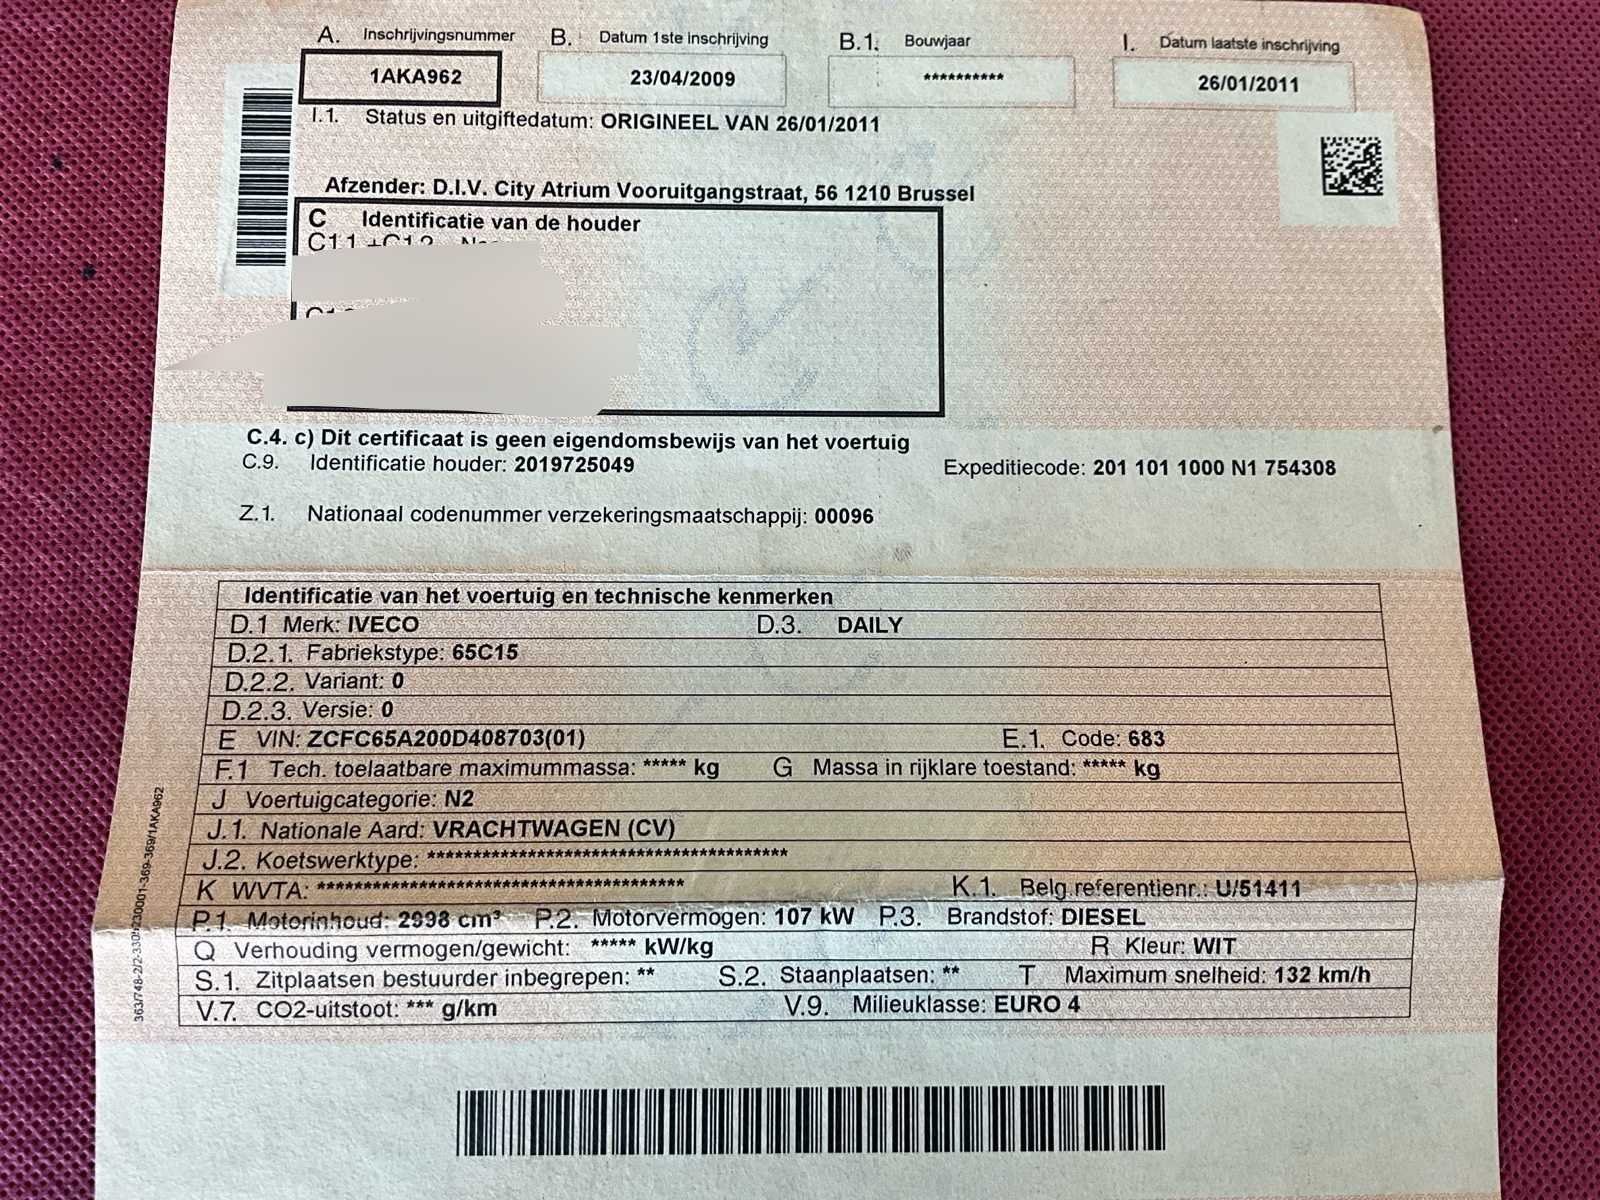 A. Inschrijvingsnummer B. Datum 1ste inschrijving B.1. Bouwjaar I. Datum laatste inschrijving
1AKA962 23/04/2009 ********** 26/01/2011
I.1. Status en uitgiftedatum: ORIGINEEL VAN 26/01/2011
Afzender: D.I.V. City Atrium Vooruitgangstraat, 56 1210 Brussel
C Identificatie van de houder
C.4. c) Dit certificaat is geen eigendomsbewijs van het voertuig
C.9. Identificatie houder: 2019725049 Expeditiecode: 201 101 1000 N1 754308
Z.1. Nationaal codenummer verzekeringsmaatschappij: 00096
Identificatie van het voertuig en technische kenmerken
D.1 Merk: IVECO D.3. DAILY
D.2.1. Fabriekstype: 65C15
D.2.2. Variant: 0
D.2.3. Versie: 0
E VIN: ZCFC65A200D408703(01) E.1. Code: 683
F.1 Tech. toelaatbare maximummassa: ***** kg G Massa in rijklare toestand: ***** kg
J Voertuigcategorie: N2
J.1. Nationale Aard: VRACHTWAGEN (CV)
J.2. Koetswerktype: ****************************************
K WVTA: ****************************************
K.1. Belg.referentienr.: U/51411
P.1. Motorinhoud: 2998 cm³ P.2. Motorvermogen: 107 kW P.3. Brandstof: DIESEL
Q Verhouding vermogen/gewicht: ***** kW/kg R Kleur: WIT
S.1. Zitplaatsen bestuurder inbegrepen: ** S.2. Staanplaatsen: ** T Maximum snelheid: 132 km/h
V.7. CO2-uitstoot: *** g/km V.9. Milieuklasse: EURO 4